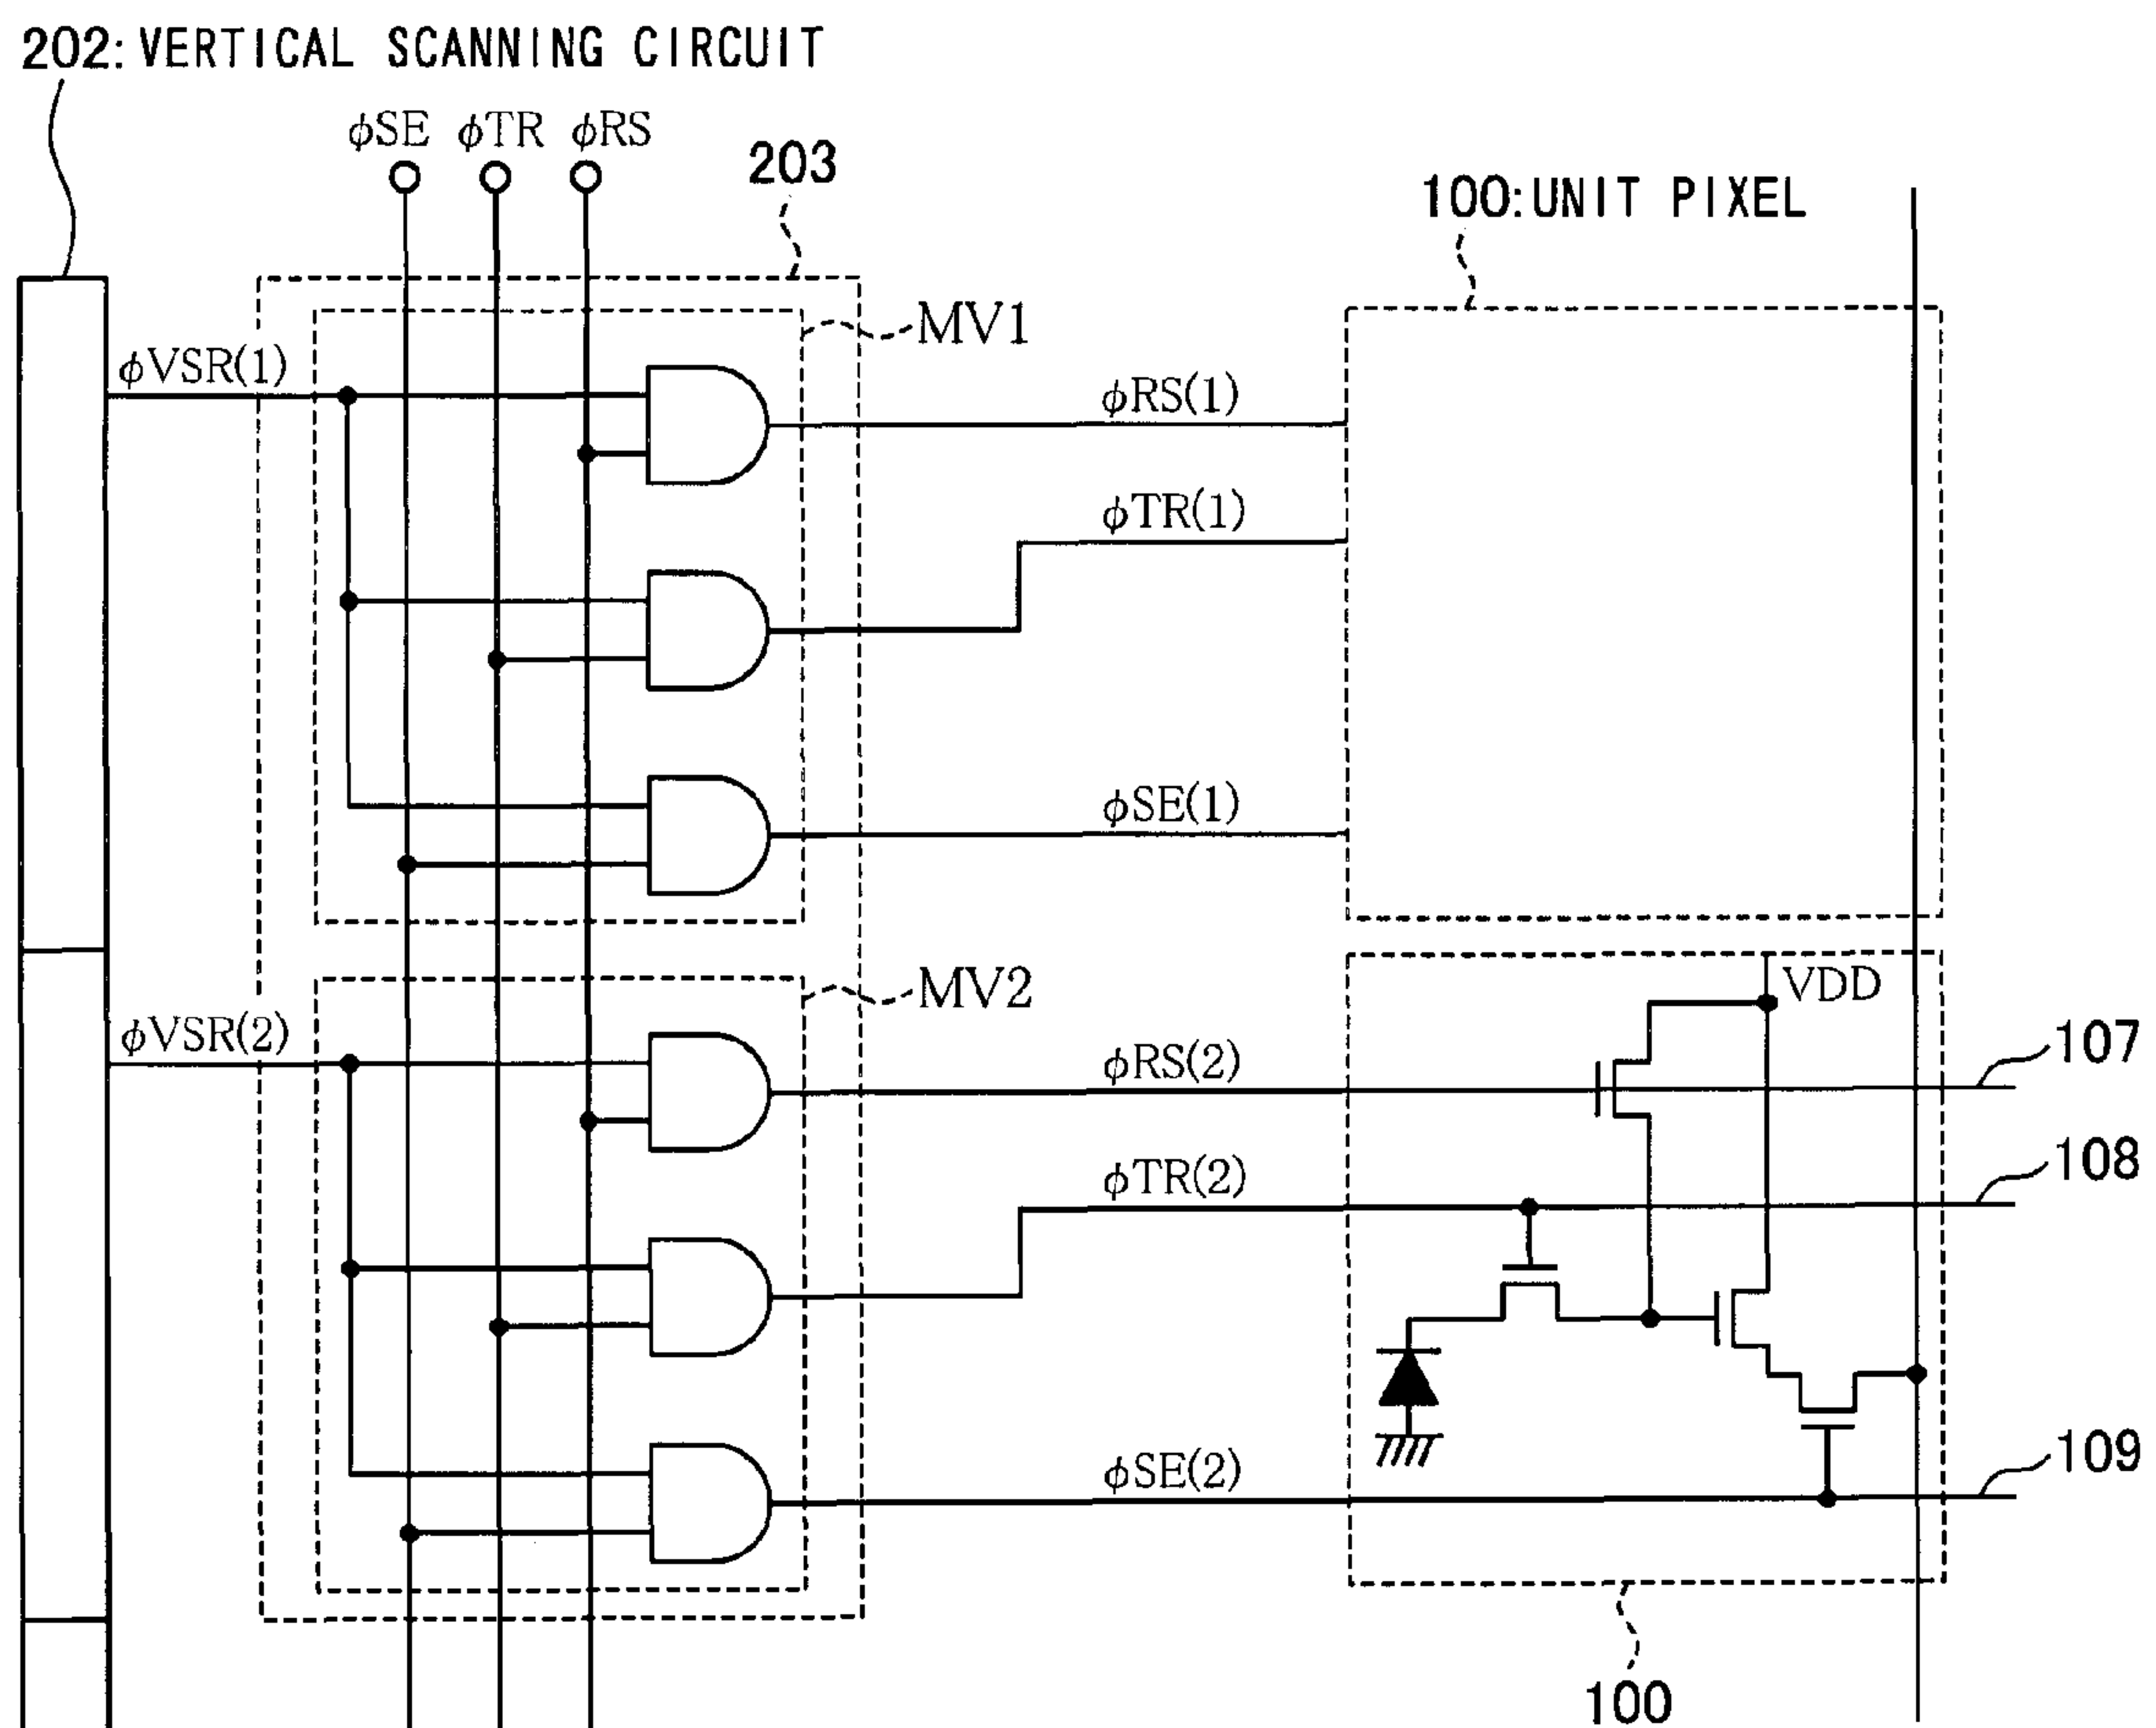 202: VERTICAL SCANNING CIRCUIT
ϕSE ϕTR ϕRS
203
100: UNIT PIXEL
MV1
ϕVSR(1)
ϕRS(1)
ϕTR(1)
ϕSE(1)
MV2
VDD
ϕVSR(2)
ϕRS(2)
107
ϕTR(2)
108
ϕSE(2)
109
100